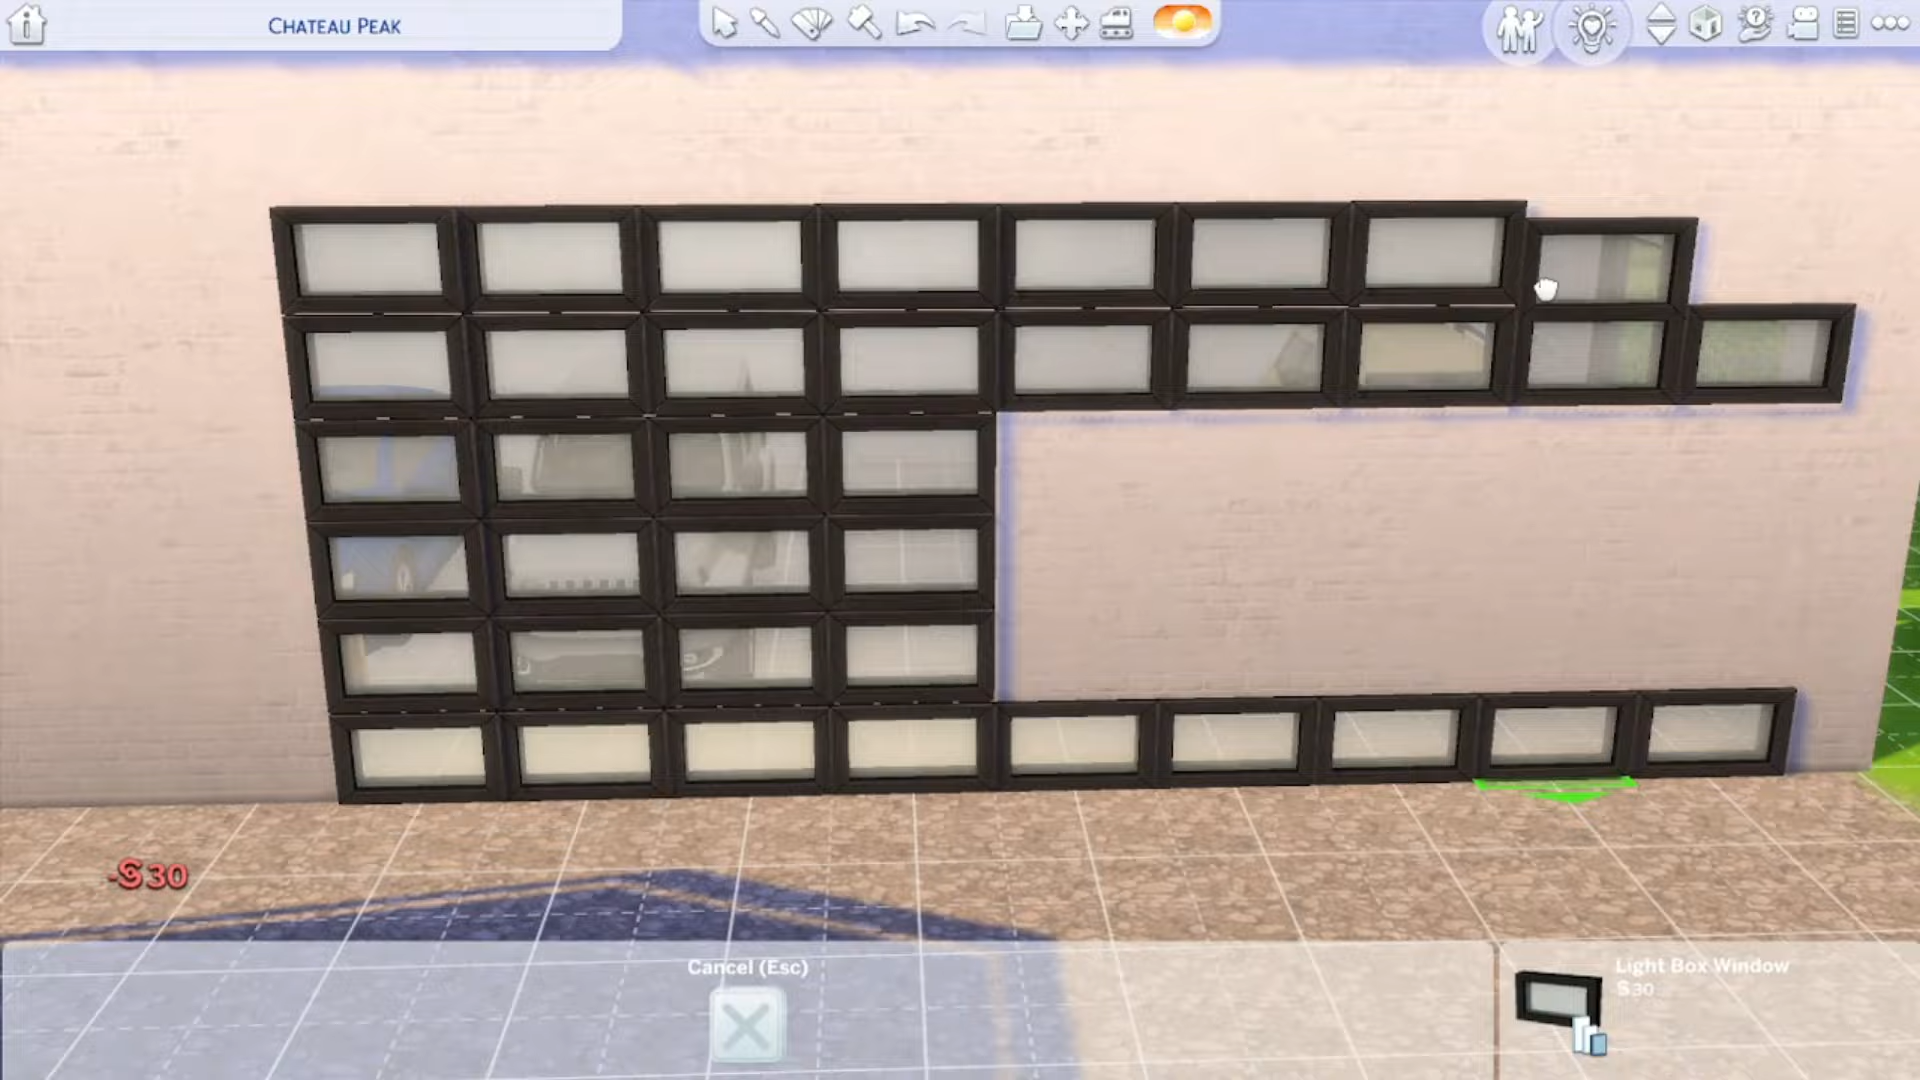 CHATEAU PEAK
-§30
Cancel (Esc)
Light Box Window
§30